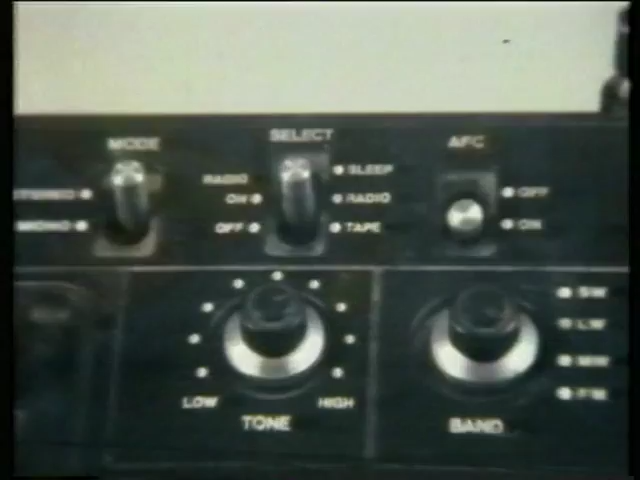 MODE
SELECT
AFC
STEREO
MONO
RADIO
ON
OFF
SLEEP
RADIO
TAPE
OFF
ON
LOW
HIGH
TONE
SW
LW
MW
FM
BAND